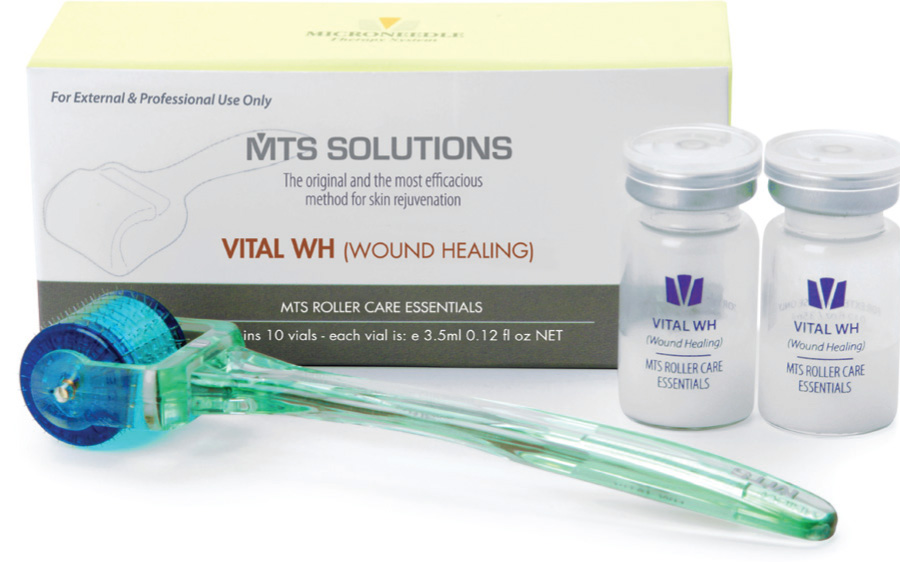 MICRONEEDLE
Therapy System
For External & Professional Use Only
MTS SOLUTIONS
The original and the most efficacious
method for skin rejuvenation
VITAL WH (WOUND HEALING)
MTS ROLLER CARE ESSENTIALS
ins 10 vials - each vial is: e 3.5ml 0.12 fl oz NET
VITAL WH
(Wound Healing)
MTS ROLLER CARE
ESSENTIALS
VITAL WH
(Wound Healing)
MTS ROLLER CARE
ESSENTIALS